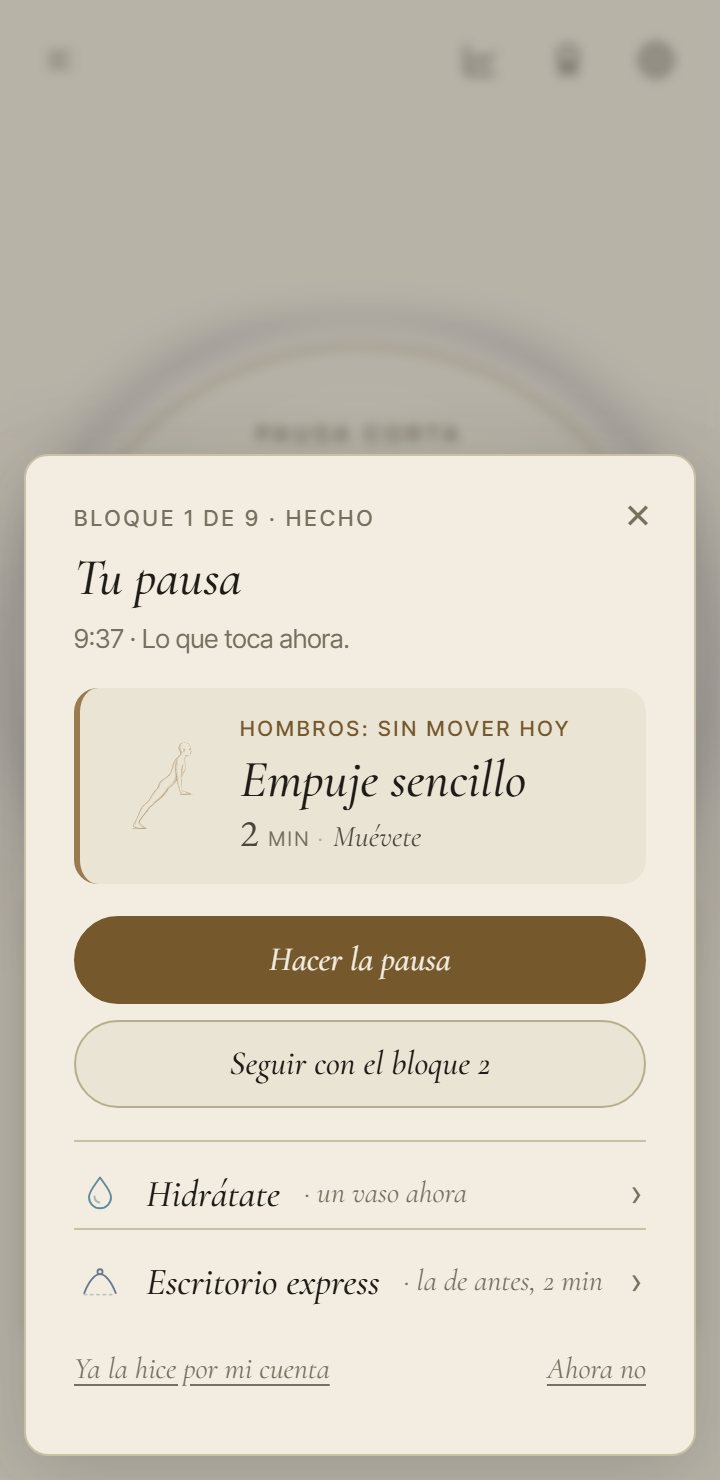 PAUSA CORTA
BLOQUE 1 DE 9 · HECHO
Tu pausa
9:37 · Lo que toca ahora.
HOMBROS: SIN MOVER HOY
Empuje sencillo
2 MIN · Muévete
Hacer la pausa
Seguir con el bloque 2
Hidrátate · un vaso ahora
Escritorio express · la de antes, 2 min
Ya la hice por mi cuenta
Ahora no